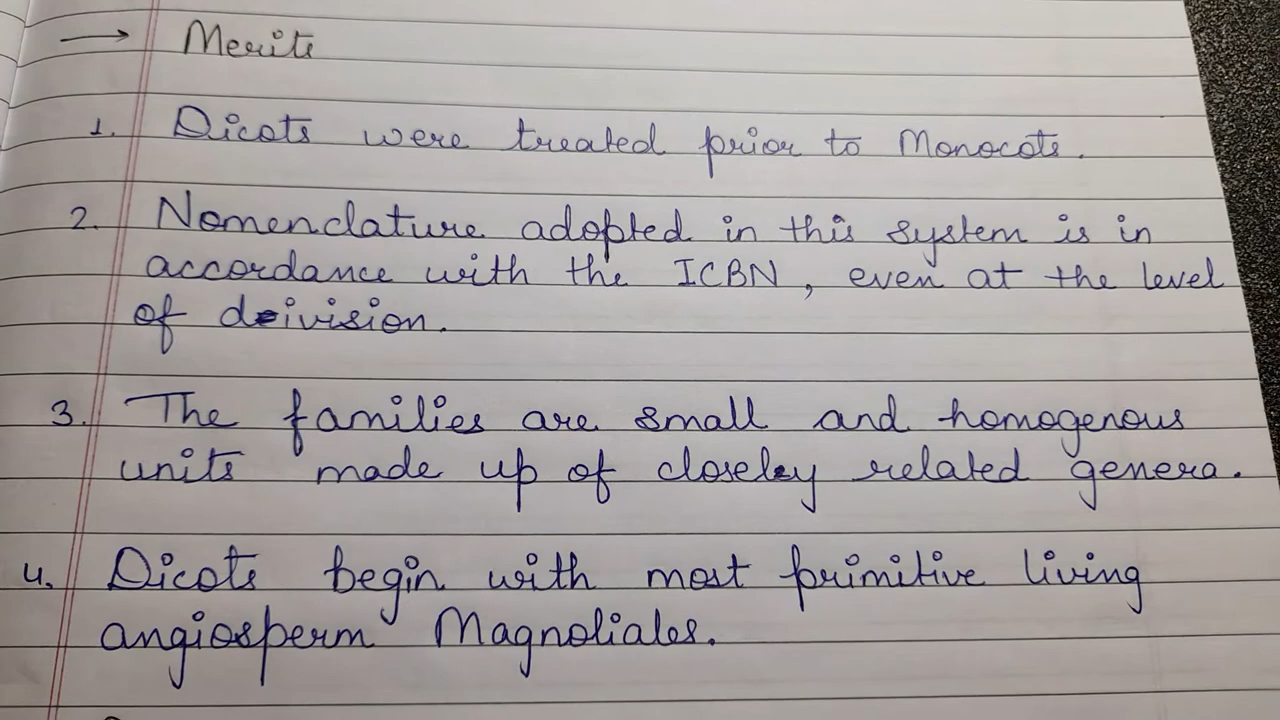 → Merits
1. Dicots were treated prior to Monocots.
2. Nomenclature adopted in this system is in
accordance with the ICBN, even at the level
of division.
3. The families are small and homogenous
units made up of closely related genera.
4. Dicots begin with most primitive living
angiosperm Magnoliales.